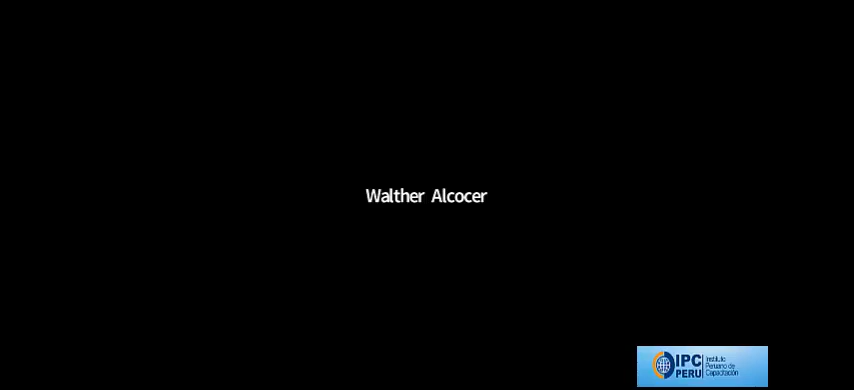 Walther Alcocer
IPC
PERU
Instituto
Peruano de
Capacitación